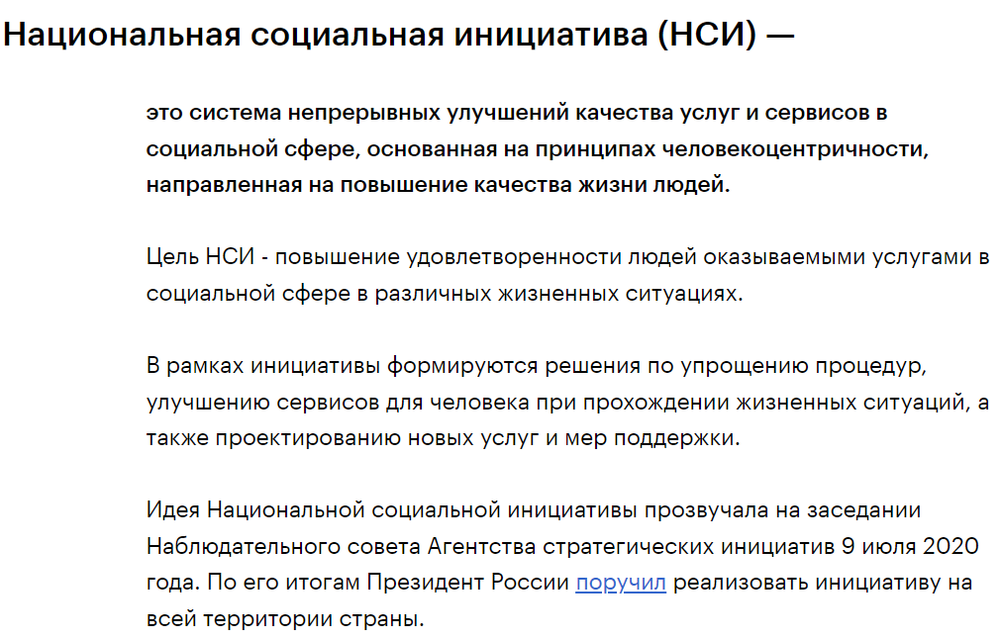 Национальная социальная инициатива (НСИ) —
это система непрерывных улучшений качества услуг и сервисов в
социальной сфере, основанная на принципах человекоцентричности,
направленная на повышение качества жизни людей.
Цель НСИ - повышение удовлетворенности людей оказываемыми услугами в
социальной сфере в различных жизненных ситуациях.
В рамках инициативы формируются решения по упрощению процедур,
улучшению сервисов для человека при прохождении жизненных ситуаций, а
также проектированию новых услуг и мер поддержки.
Идея Национальной социальной инициативы прозвучала на заседании
Наблюдательного совета Агентства стратегических инициатив 9 июля 2020
года. По его итогам Президент России поручил реализовать инициативу на
всей территории страны.